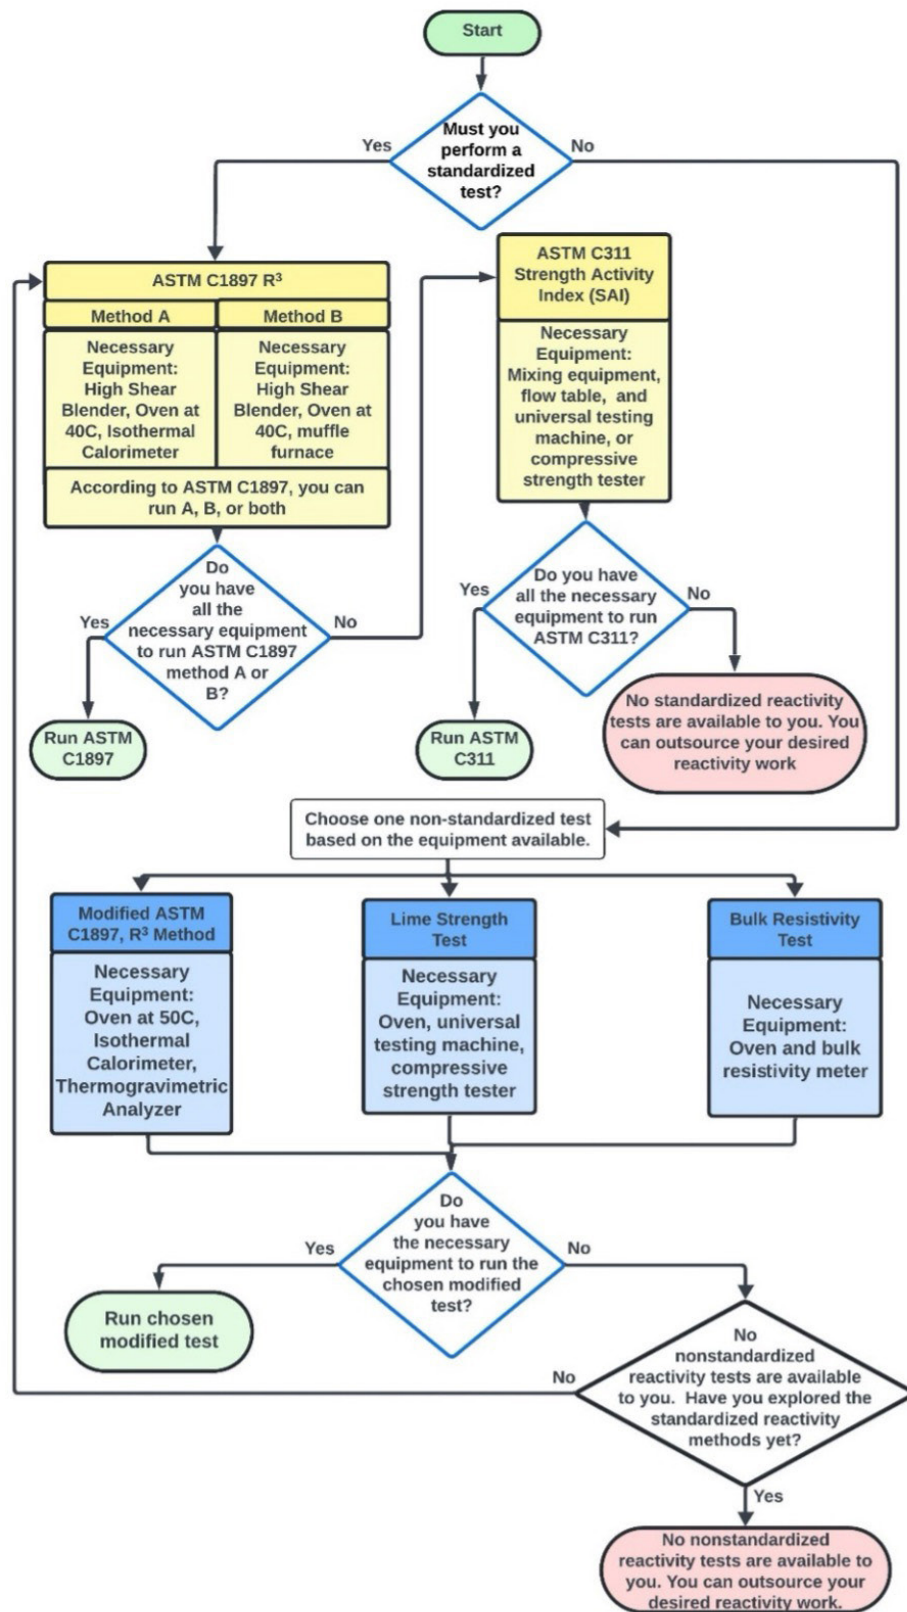 Start
Must you
perform a
standardized
test?
Yes
No
ASTM C1897 R³
Method A
Method B
Necessary
Equipment:
High Shear
Blender, Oven at
40C, Isothermal
Calorimeter
Necessary
Equipment:
High Shear
Blender, Oven at
40C, muffle
furnace
According to ASTM C1897, you can
run A, B, or both
ASTM C311
Strength Activity
Index (SAI)
Necessary
Equipment:
Mixing equipment,
flow table, and
universal testing
machine, or
compressive
strength tester
Do
you have
all the
necessary equipment
to run ASTM C1897
method A or
B?
Yes
No
Run ASTM
C1897
Do you have
all the necessary
equipment to run
ASTM C311?
Yes
No
Run ASTM
C311
No standardized reactivity
tests are available to you. You
can outsource your desired
reactivity work
Choose one non-standardized test
based on the equipment available.
Modified ASTM
C1897, R³ Method
Necessary
Equipment:
Oven at 50C,
Isothermal
Calorimeter,
Thermogravimetric
Analyzer
Lime Strength
Test
Necessary
Equipment:
Oven, universal
testing machine,
compressive
strength tester
Bulk Resistivity
Test
Necessary
Equipment:
Oven and bulk
resistivity meter
Do
you have
the necessary
equipment to run the
chosen modified
test?
Yes
No
Run chosen
modified test
No
nonstandardized
reactivity tests are available
to you. Have you explored the
standardized reactivity
methods yet?
No
Yes
No nonstandardized
reactivity tests are available to
you. You can outsource your
desired reactivity work.